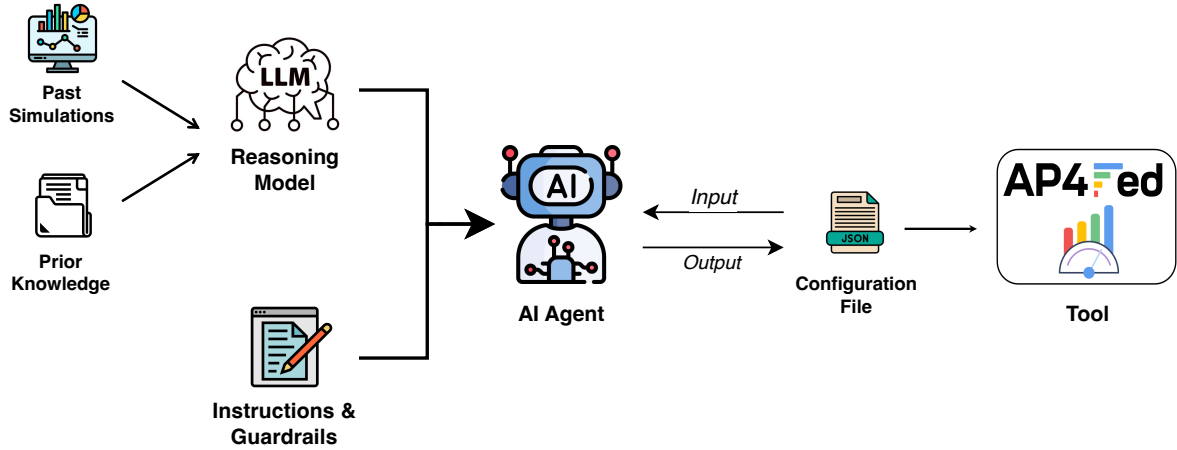 Past
Simulations
LLM
Reasoning
Model
Prior
Knowledge
Instructions &
Guardrails
AI
AI Agent
Input
Output
JSON
Configuration
File
AP4Fed
Tool